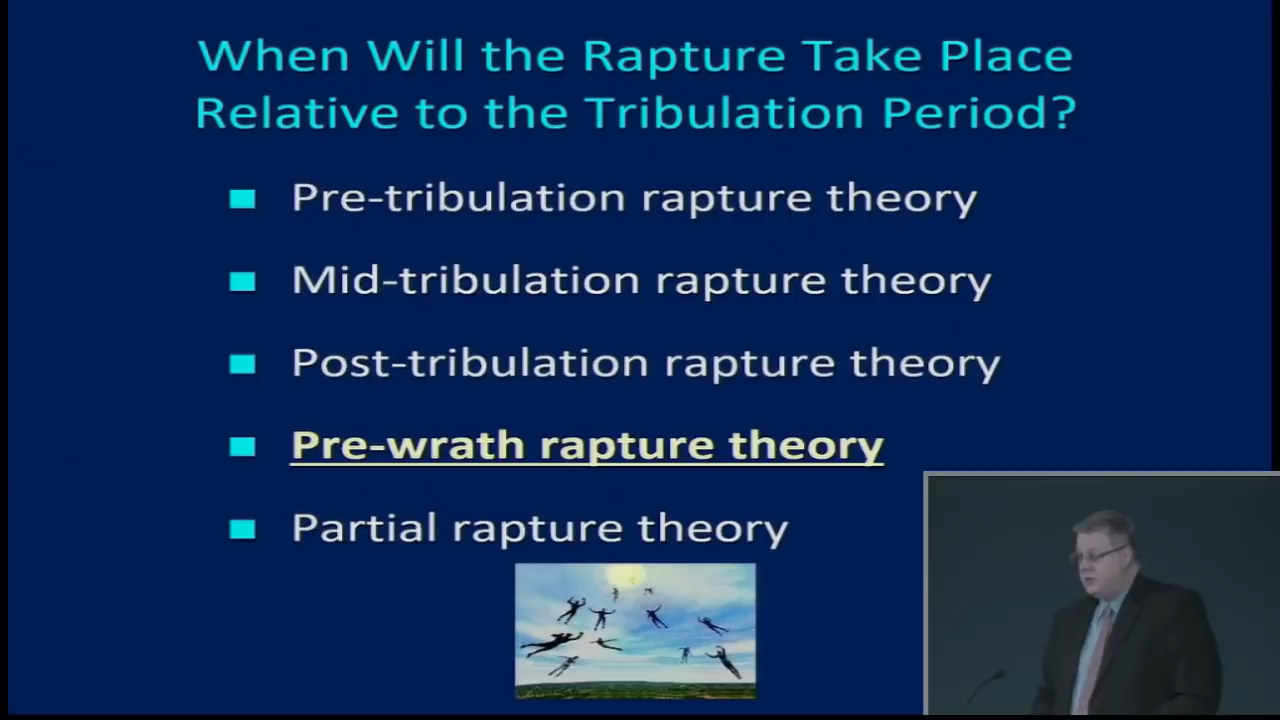 When Will the Rapture Take Place
Relative to the Tribulation Period?
Pre-tribulation rapture theory
Mid-tribulation rapture theory
Post-tribulation rapture theory
Pre-wrath rapture theory
Partial rapture theory